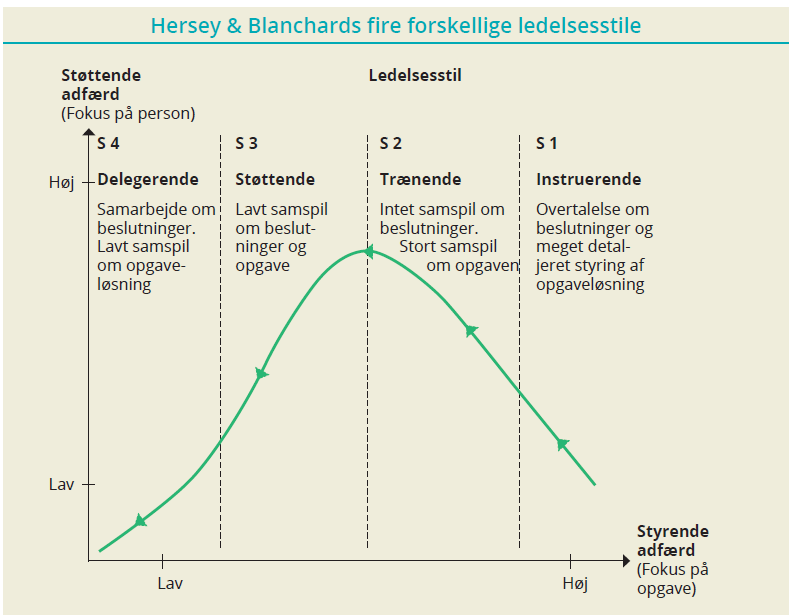 Hersey & Blanchards fire forskellige ledelsesstile
Støttende
adfærd
(Fokus på person)
Ledelsesstil
S 4
Delegerende
Samarbejde om
beslutninger.
Lavt samspil
om opgave-
løsning
S 3
Støttende
Lavt samspil
om beslut-
ninger og
opgave
S 2
Trænende
Intet samspil om
beslutninger.
Stort samspil
om opgaven
S 1
Instruerende
Overtalelse om
beslutninger og
meget detal-
jeret styring af
opgaveløsning
Høj
Lav
Lav
Høj
Styrende
adfærd
(Fokus på
opgave)